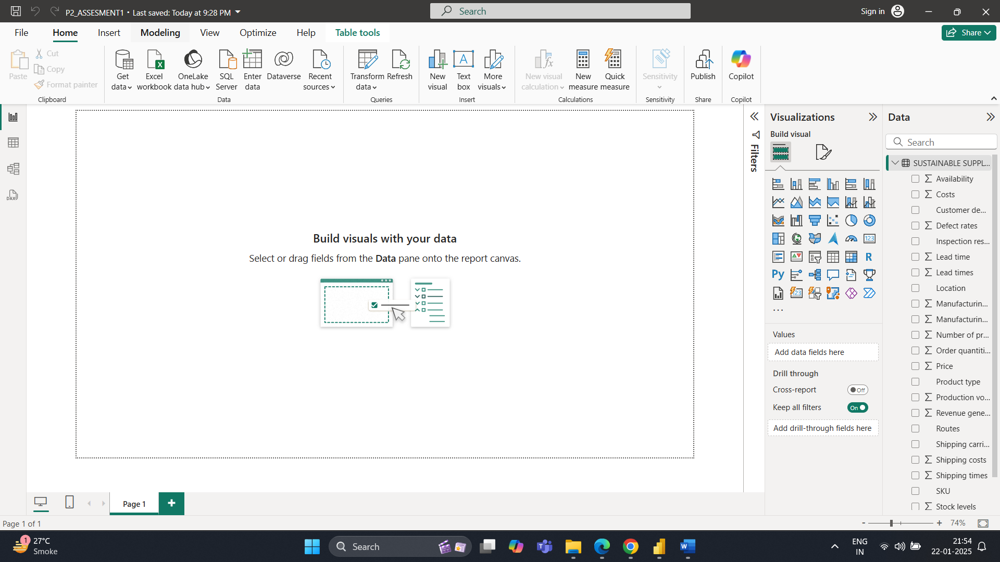 P2_ASSESMENT1 • Last saved: Today at 9:28 PM
Search
Sign in
File
Home
Insert
Modeling
View
Optimize
Help
Table tools
Share
Paste
Cut
Copy
Format painter
Clipboard
Get data
Excel workbook
OneLake data hub
SQL Server
Enter data
Dataverse
Recent sources
Data
Transform data
Refresh
Queries
New visual
Text box
More visuals
Insert
New visual calculation
New measure
Quick measure
Calculations
Sensitivity
Sensitivity
Publish
Share
Copilot
Copilot
DAX
Build visuals with your data
Select or drag fields from the Data pane onto the report canvas.
Filters
Visualizations
Build visual
123
R
Py
123
...
Values
Add data fields here
Drill through
Cross-report
Off
Keep all filters
On
Add drill-through fields here
Data
Search
SUSTAINABLE SUPPL...
Availability
Costs
Customer de...
Defect rates
Inspection res...
Lead time
Lead times
Location
Manufacturin...
Manufacturin...
Number of pr...
Order quantiti...
Price
Product type
Production vo...
Revenue gene...
Routes
Shipping carri...
Shipping costs
Shipping times
SKU
Stock levels
Page 1
Page 1 of 1
- + 74%
1
27°C
Smoke
Search
ENG
IN
21:54
22-01-2025